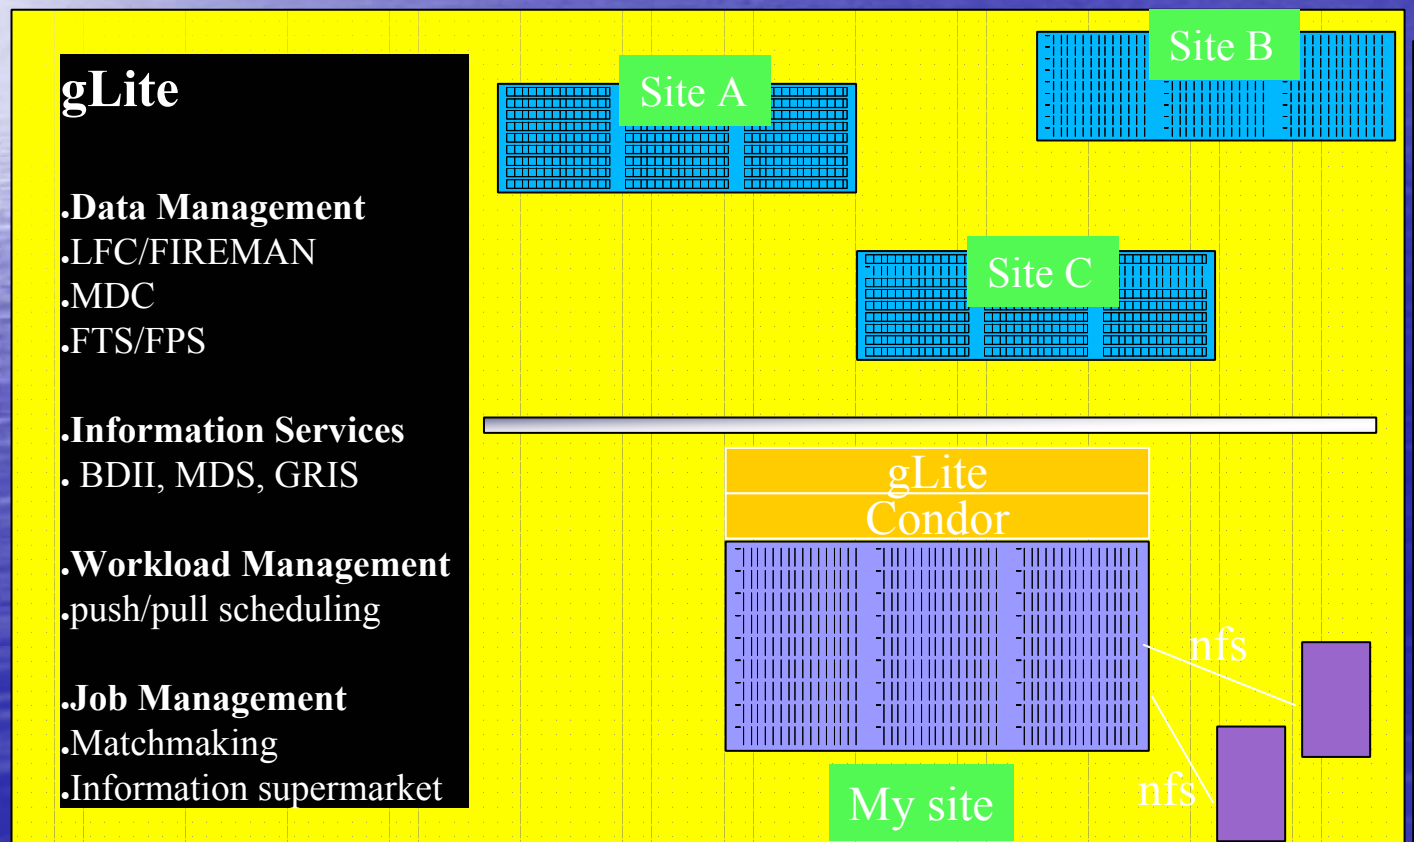 gLite
.Data Management
.LFC/FIREMAN
.MDC
.FTS/FPS
.Information Services
. BDII, MDS, GRIS
.Workload Management
.push/pull scheduling
.Job Management
.Matchmaking
.Information supermarket
Site A
Site B
Site C
gLite
Condor
nfs
nfs
My site